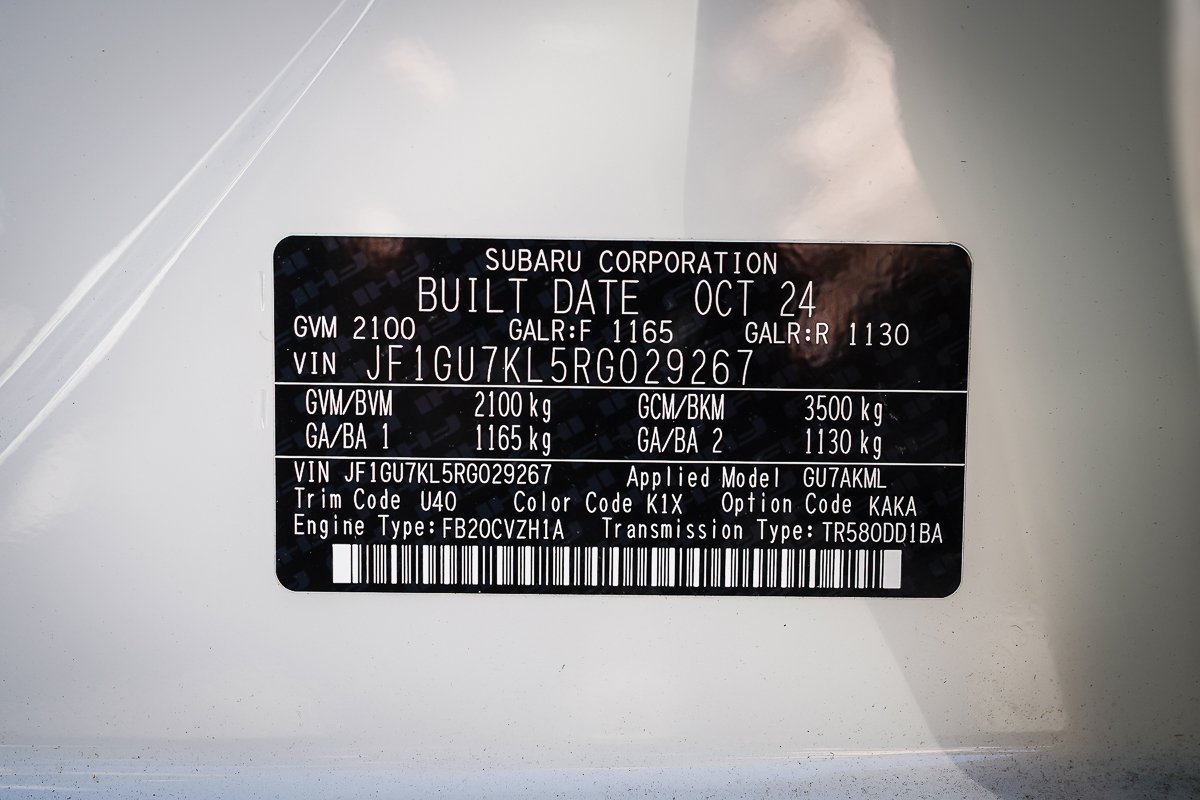 SUBARU CORPORATION
BUILT DATE OCT 24
GVM 2100 GALR:F 1165 GALR:R 1130
VIN JF1GU7KL5RG029267
GVM/BVM 2100 kg GCM/BKM 3500 kg
GA/BA 1 1165 kg GA/BA 2 1130 kg
VIN JF1GU7KL5RG029267 Applied Model GU7AKML
Trim Code U40 Color Code K1X Option Code KAKA
Engine Type:FB20CVZH1A Transmission Type:TR580DD1BA